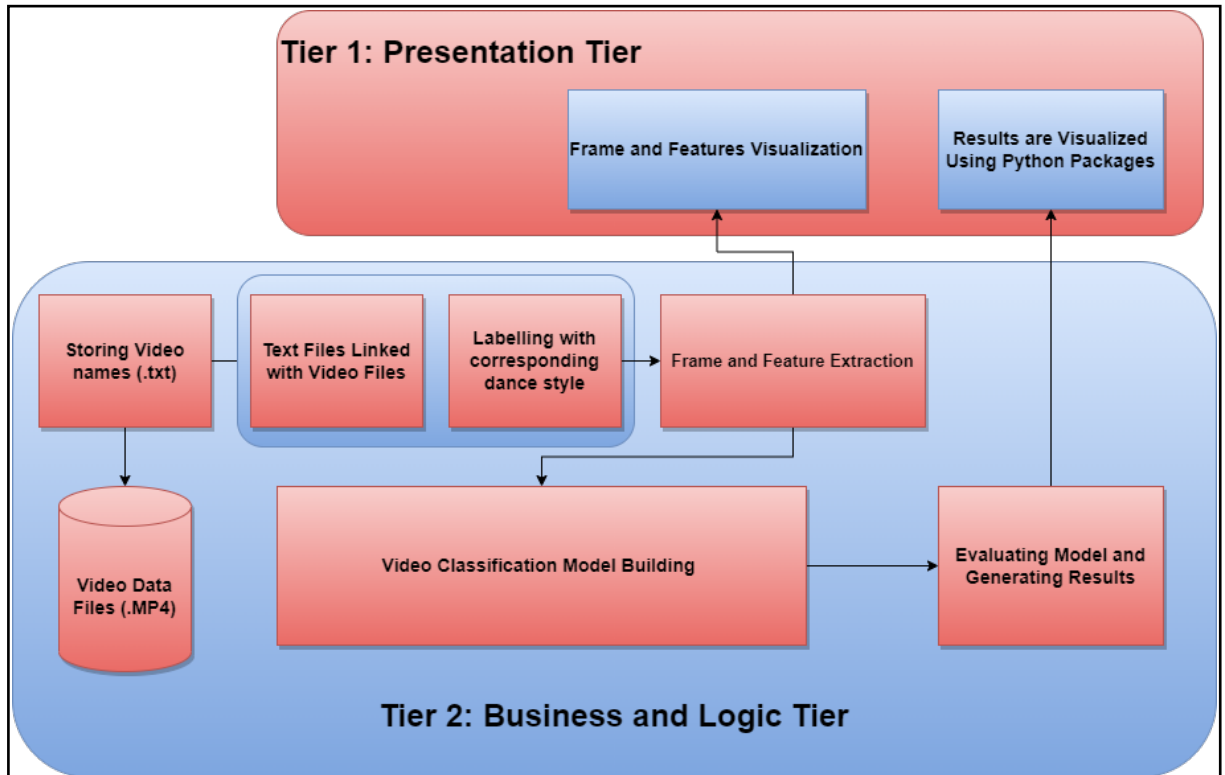 Tier 1: Presentation Tier
Frame and Features Visualization
Results are Visualized
Using Python Packages
Storing Video
names (.txt)
Text Files Linked
with Video Files
Labelling with
corresponding
dance style
Frame and Feature Extraction
Video Data
Files (.MP4)
Video Classification Model Building
Evaluating Model and
Generating Results
Tier 2: Business and Logic Tier